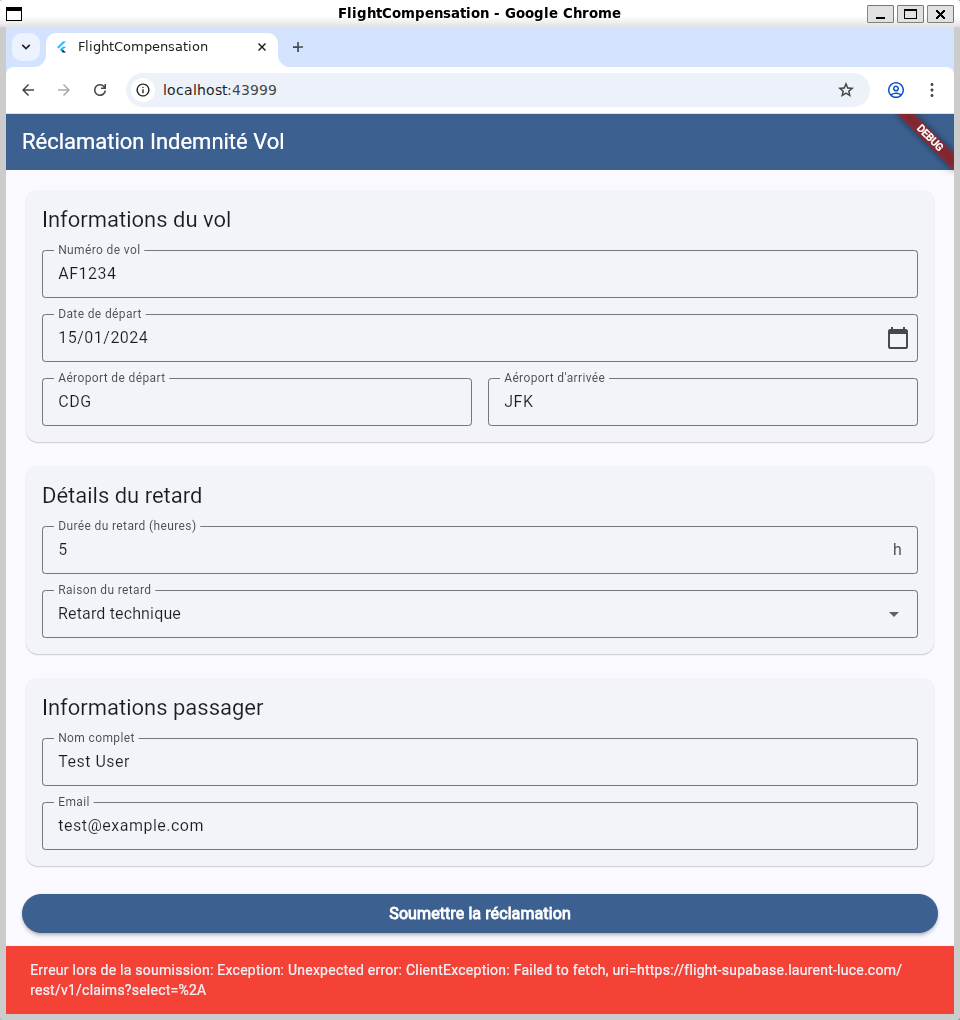 FlightCompensation - Google Chrome
FlightCompensation
localhost:43999
Réclamation Indemnité Vol
DEBUG
Informations du vol
Numéro de vol
AF1234
Date de départ
15/01/2024
Aéroport de départ
CDG
Aéroport d'arrivée
JFK
Détails du retard
Durée du retard (heures)
5
h
Raison du retard
Retard technique
Informations passager
Nom complet
Test User
Email
test@example.com
Soumettre la réclamation
Erreur lors de la soumission: Exception: Unexpected error: ClientException: Failed to fetch, uri=https://flight-supabase.laurent-luce.com/
rest/v1/claims?select=%2A